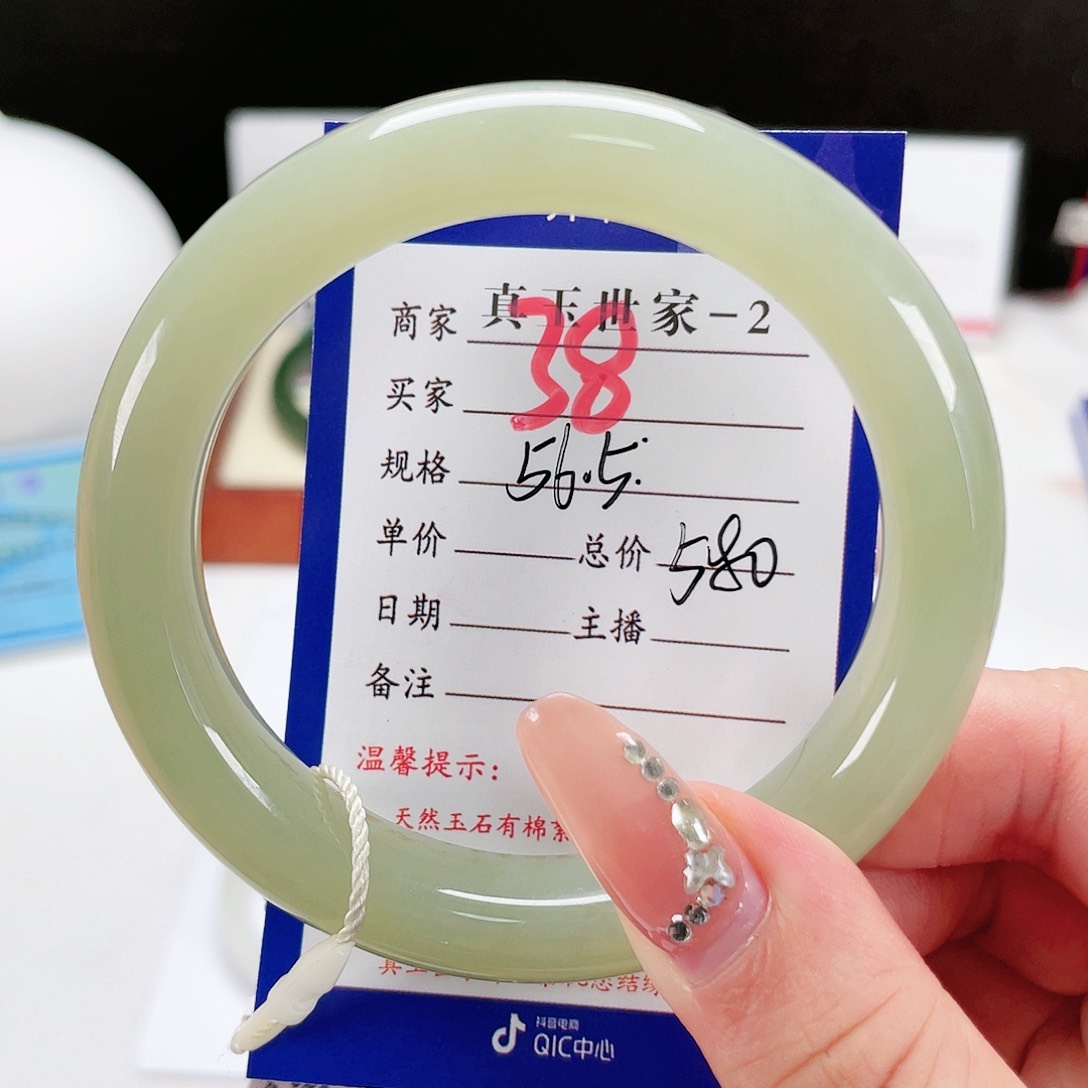 商家 真玉世家-2
38
买家
规格 56.5.
单价 总价 580
日期 主播
备注
温馨提示:
天然玉石有棉
抖音电商
QIC中心